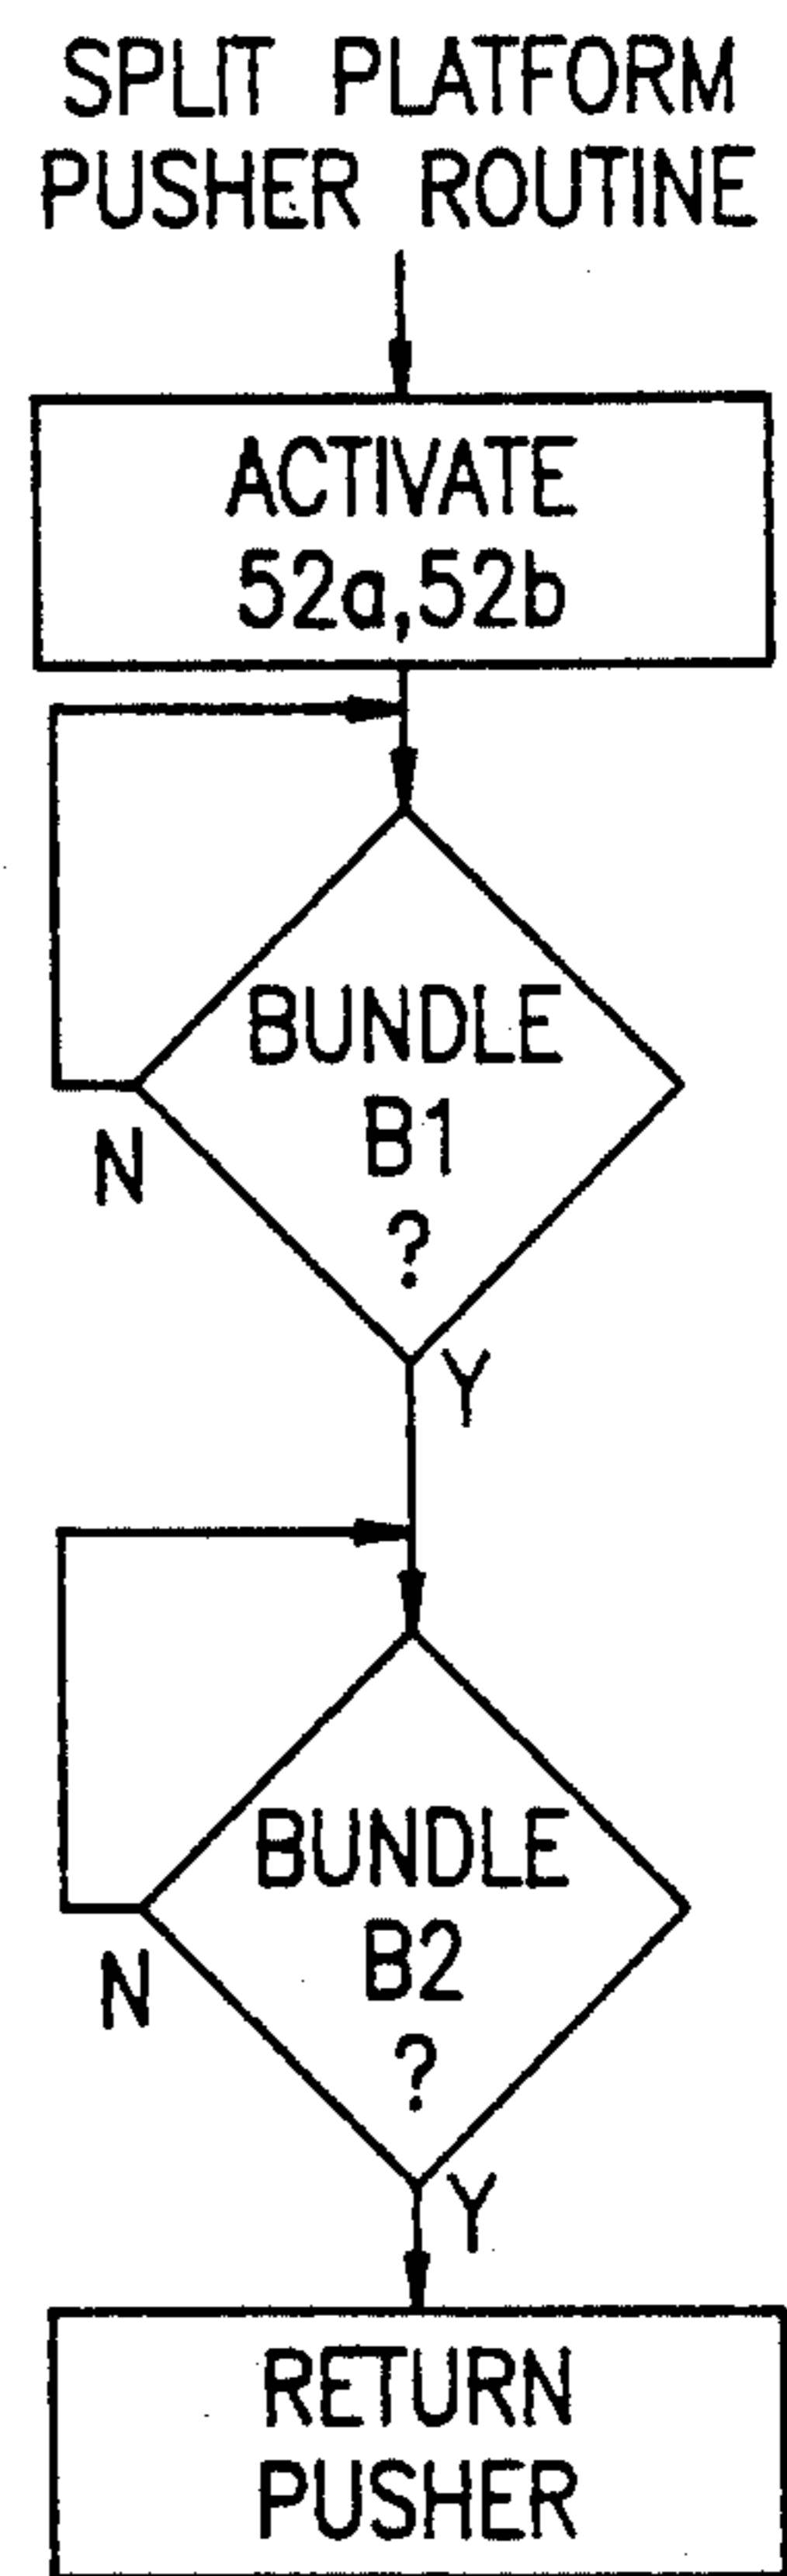 SPLIT PLATFORM
PUSHER ROUTINE
ACTIVATE
52a,52b
BUNDLE
B1
?
N
Y
BUNDLE
B2
?
N
Y
RETURN
PUSHER